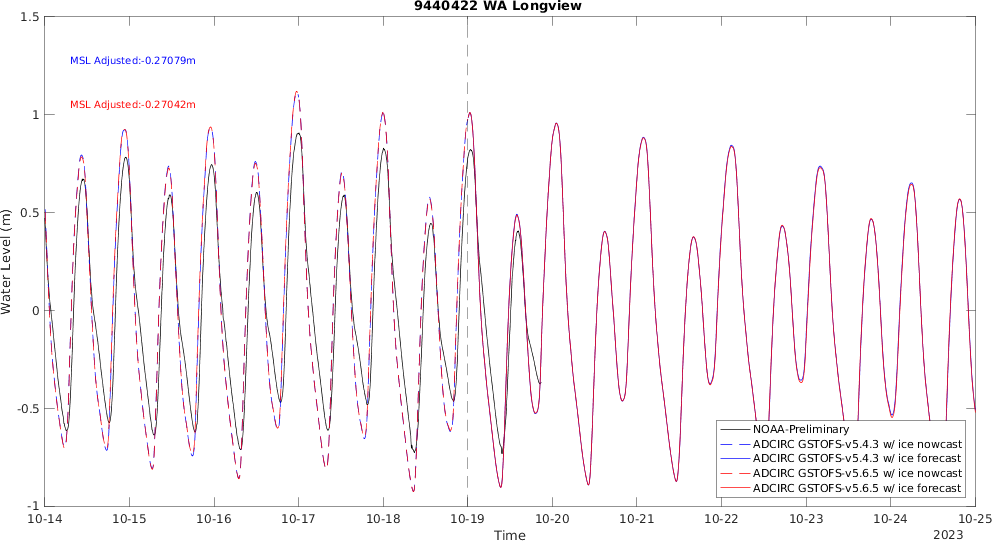 9440422 WA Longview
MSL Adjusted:-0.27079m
MSL Adjusted:-0.27042m
Water Level (m)
1.5
1
0.5
0
-0.5
-1
NOAA-Preliminary
ADCIRC GSTOFS-v5.4.3 w/ ice nowcast
ADCIRC GSTOFS-v5.4.3 w/ ice forecast
ADCIRC GSTOFS-v5.6.5 w/ ice nowcast
ADCIRC GSTOFS-v5.6.5 w/ ice forecast
10-14 10-15 10-16 10-17 10-18 10-19 10-20 10-21 10-22 10-23 10-24 10-25
Time
2023